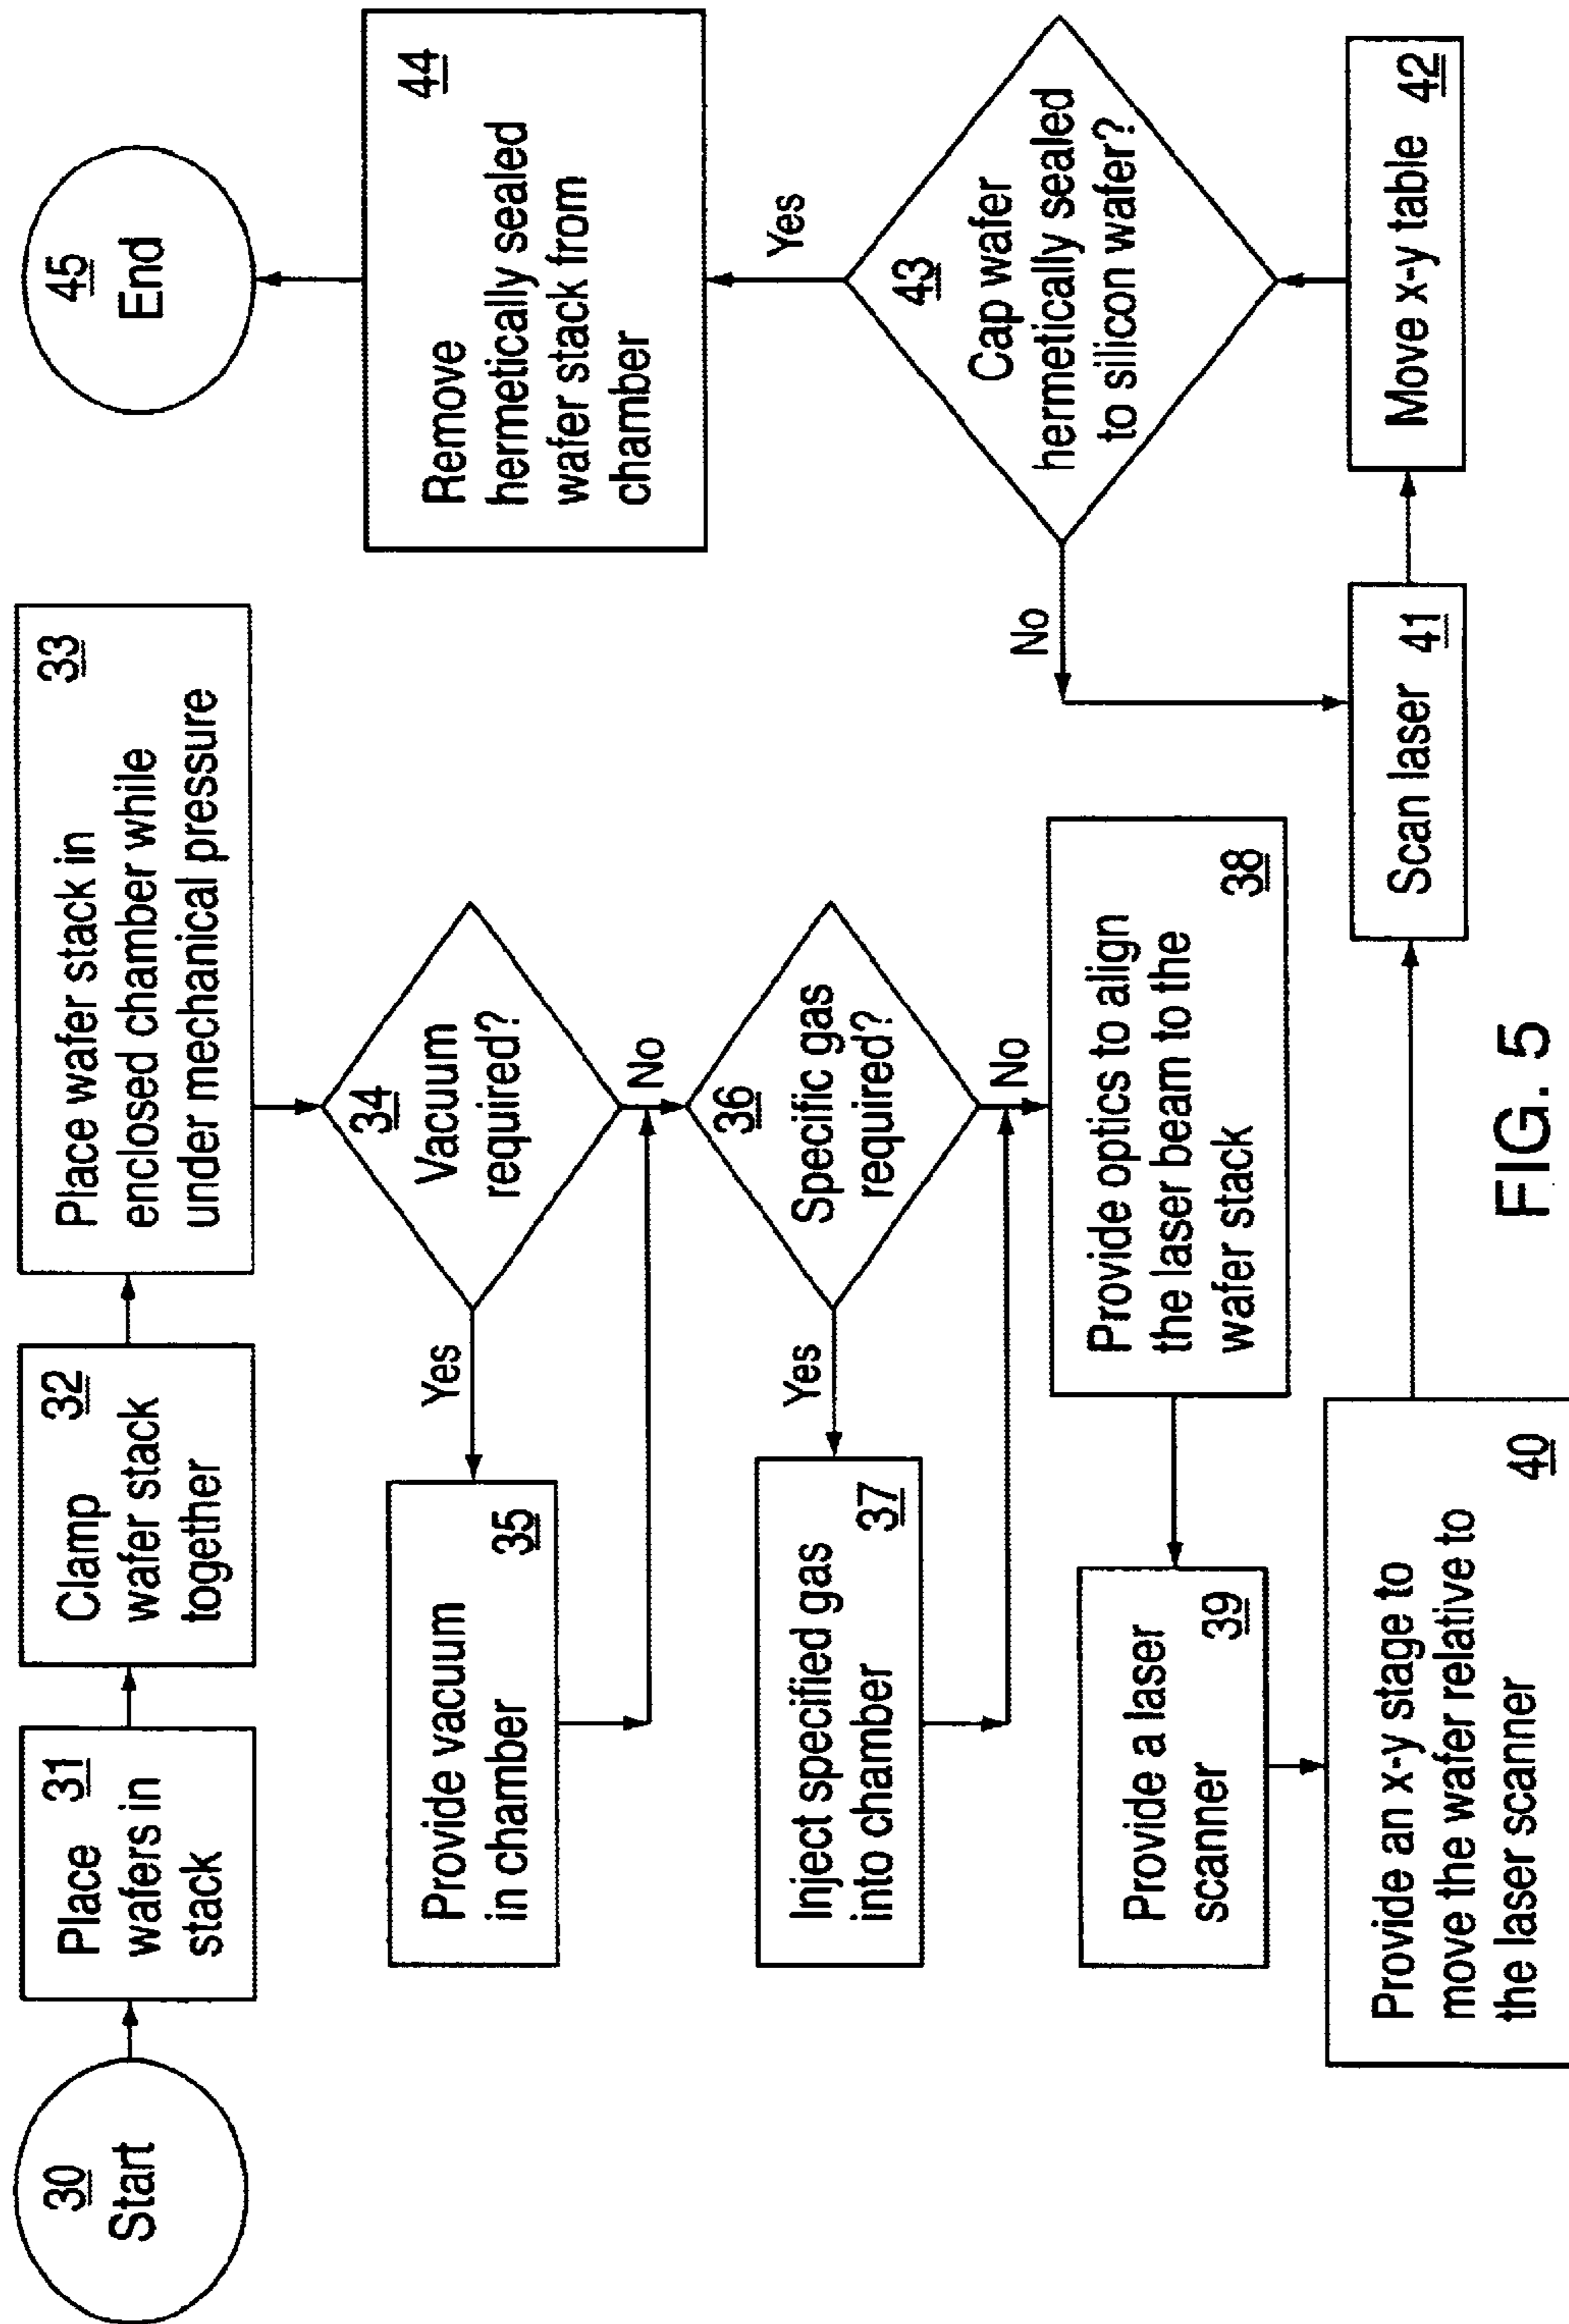 30
Start
Place 31
wafers in
stack
Clamp 32
wafer stack
together
33
Place wafer stack in
enclosed chamber while
under mechanical pressure
34
Vacuum
required?
Yes
No
Provide vacuum
in chamber 35
36
Specific gas
required?
Yes
No
Inject specified gas
into chamber 37
Provide optics to align
the laser beam to the
wafer stack 38
Provide a laser
scanner 39
Provide an x-y stage to
move the wafer relative to
the laser scanner 40
Scan laser 41
Move x-y table 42
43
Cap wafer
hermetically sealed
to silicon wafer?
No
Yes
44
Remove
hermetically sealed
wafer stack from
chamber
45
End
FIG. 5